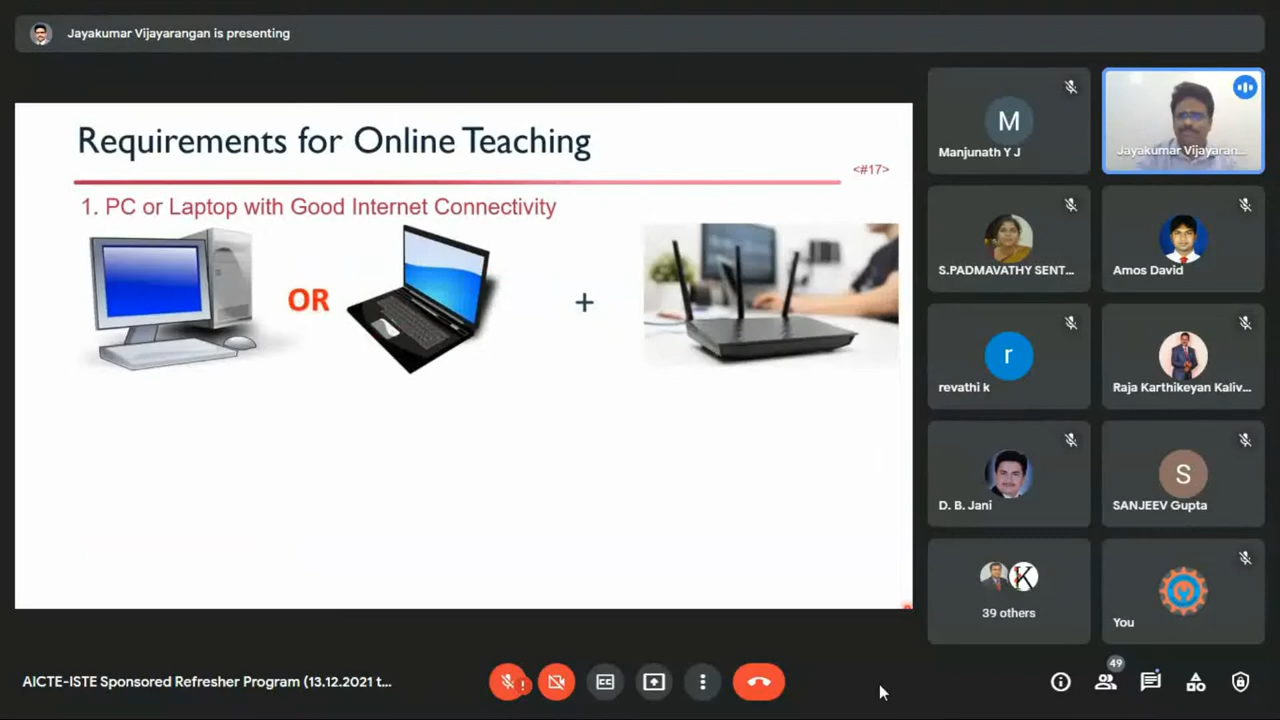 Jayakumar Vijayarangan is presenting
Requirements for Online Teaching
<#17>
1. PC or Laptop with Good Internet Connectivity
OR
+
M
Manjunath Y J
Jayakumar Vijayaran...
S.PADMAVATHY SENT...
Amos David
r
revathi k
Raja Karthikeyan Kaliv...
D. B. Jani
S
SANJEEV Gupta
K
39 others
You
AICTE-ISTE Sponsored Refresher Program (13.12.2021 t...
!
CC
49